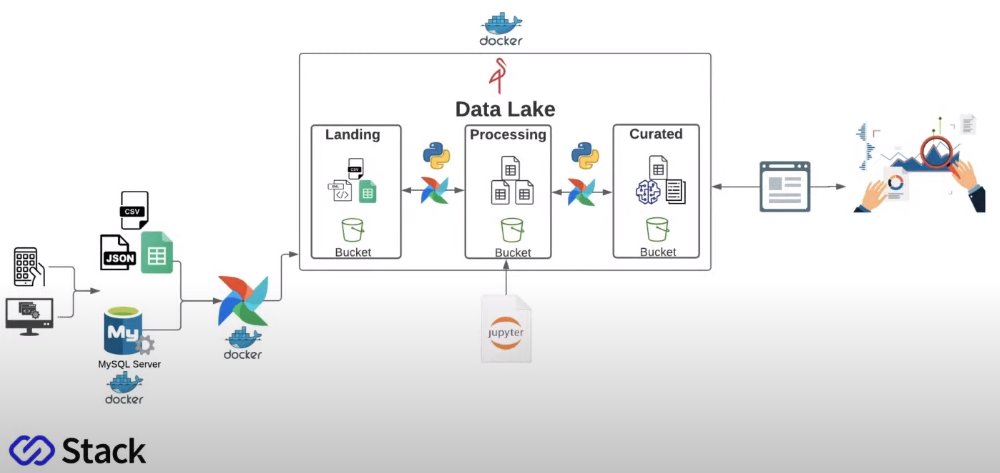 docker
Data Lake
Landing
Processing
Curated
CSV
Bucket
Bucket
Bucket
CSV
JSON
My
MySQL Server
docker
docker
jupyter
Stack